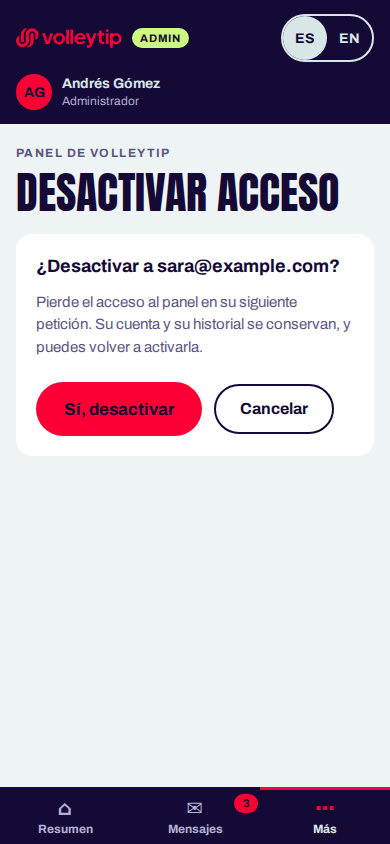 volleytip ADMIN ES EN
AG Andrés Gómez
Administrador
PANEL DE VOLLEYTIP
DESACTIVAR ACCESO
¿Desactivar a sara@example.com?
Pierde el acceso al panel en su siguiente
petición. Su cuenta y su historial se conservan, y
puedes volver a activarla.
Sí, desactivar Cancelar
3
Resumen Mensajes Más